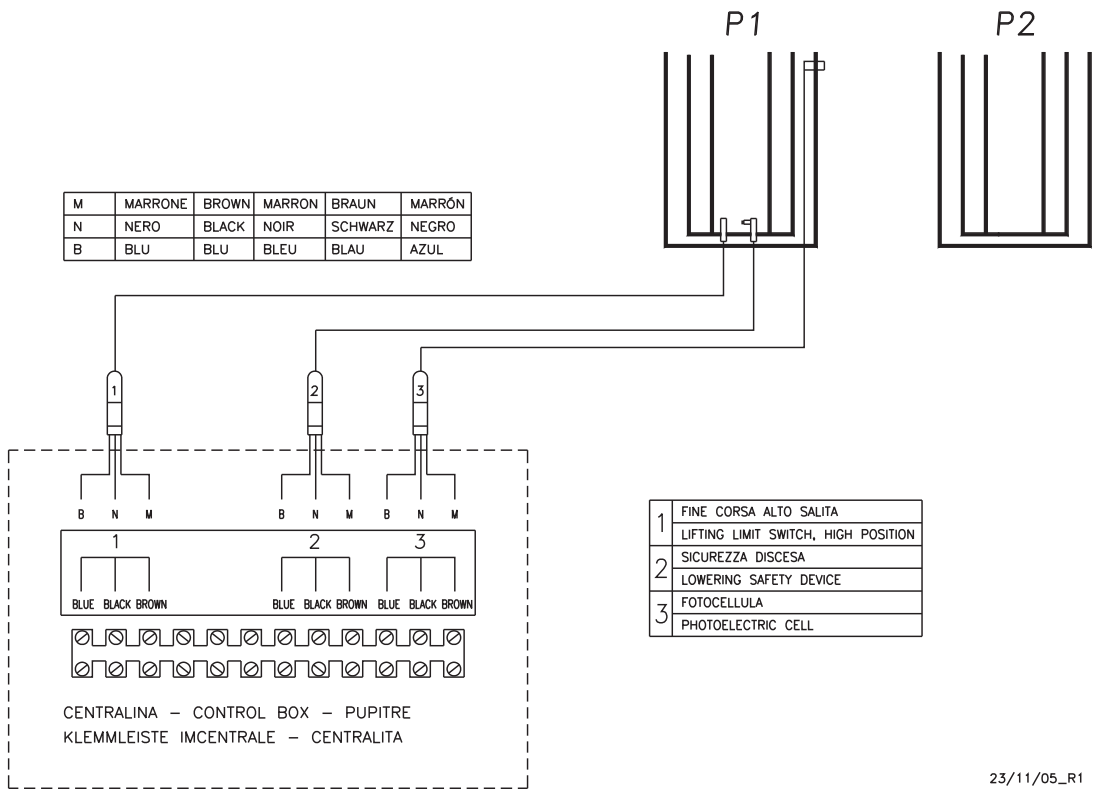 P1 P2
M MARRONE BROWN MARRON BRAUN MARRÓN
N NERO BLACK NOIR SCHWARZ NEGRO
B BLU BLU BLEU BLAU AZUL
1 2 3
B N M B N M B N M
1 2 3
BLUE BLACK BROWN BLUE BLACK BROWN BLUE BLACK BROWN
CENTRALINA – CONTROL BOX – PUPITRE
KLEMMLEISTE IMCENTRALE – CENTRALITA
1 FINE CORSA ALTO SALITA
LIFTING LIMIT SWITCH, HIGH POSITION
2 SICUREZZA DISCESA
LOWERING SAFETY DEVICE
3 FOTOCELLULA
PHOTOELECTRIC CELL
23/11/05_R1